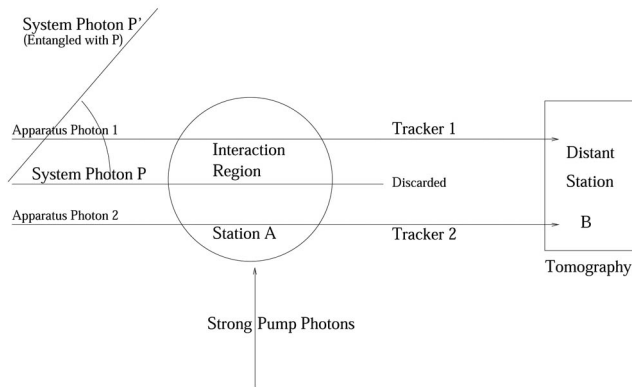 System Photon P'
(Entangled with P)
Apparatus Photon 1
Tracker 1
Interaction
Region
Distant
Station
B
System Photon P
Discarded
Apparatus Photon 2
Station A
Tracker 2
Tomography
Strong Pump Photons